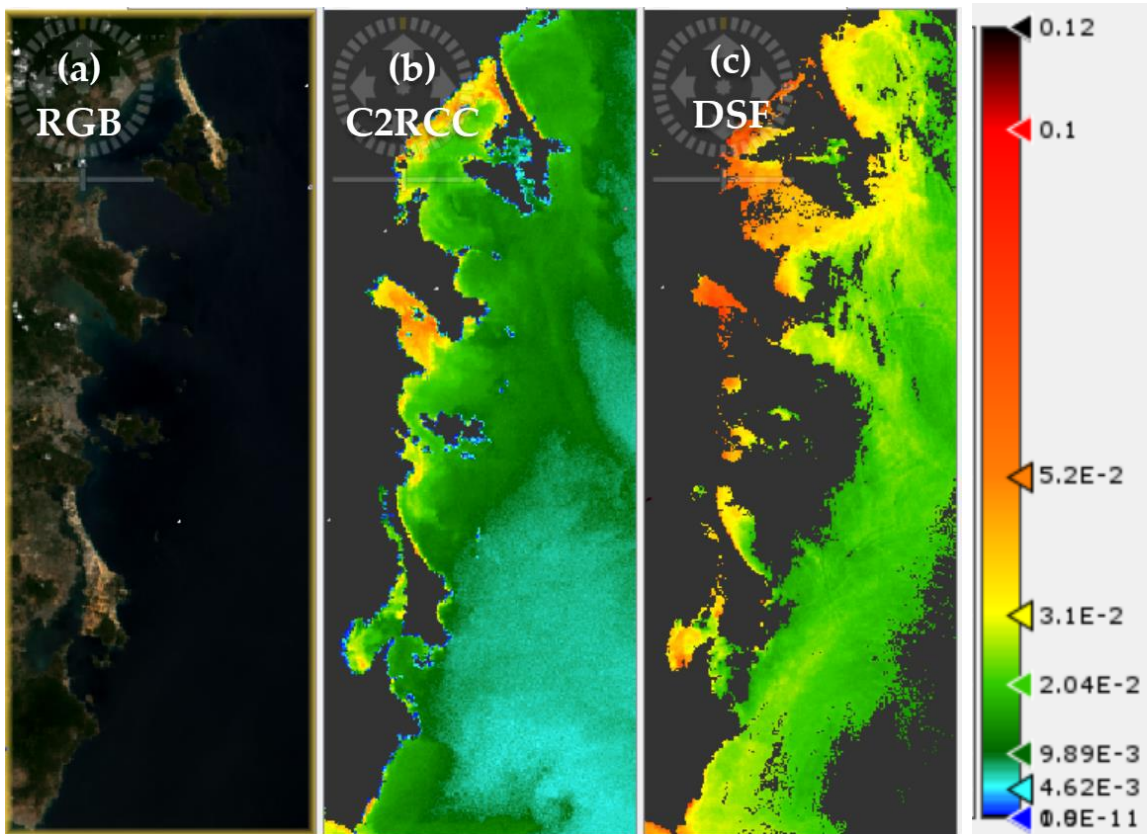 (a)
RGB
(b)
C2RCC
(c)
DSF
0.12
0.1
5.2E-2
3.1E-2
2.04E-2
9.89E-3
4.62E-3